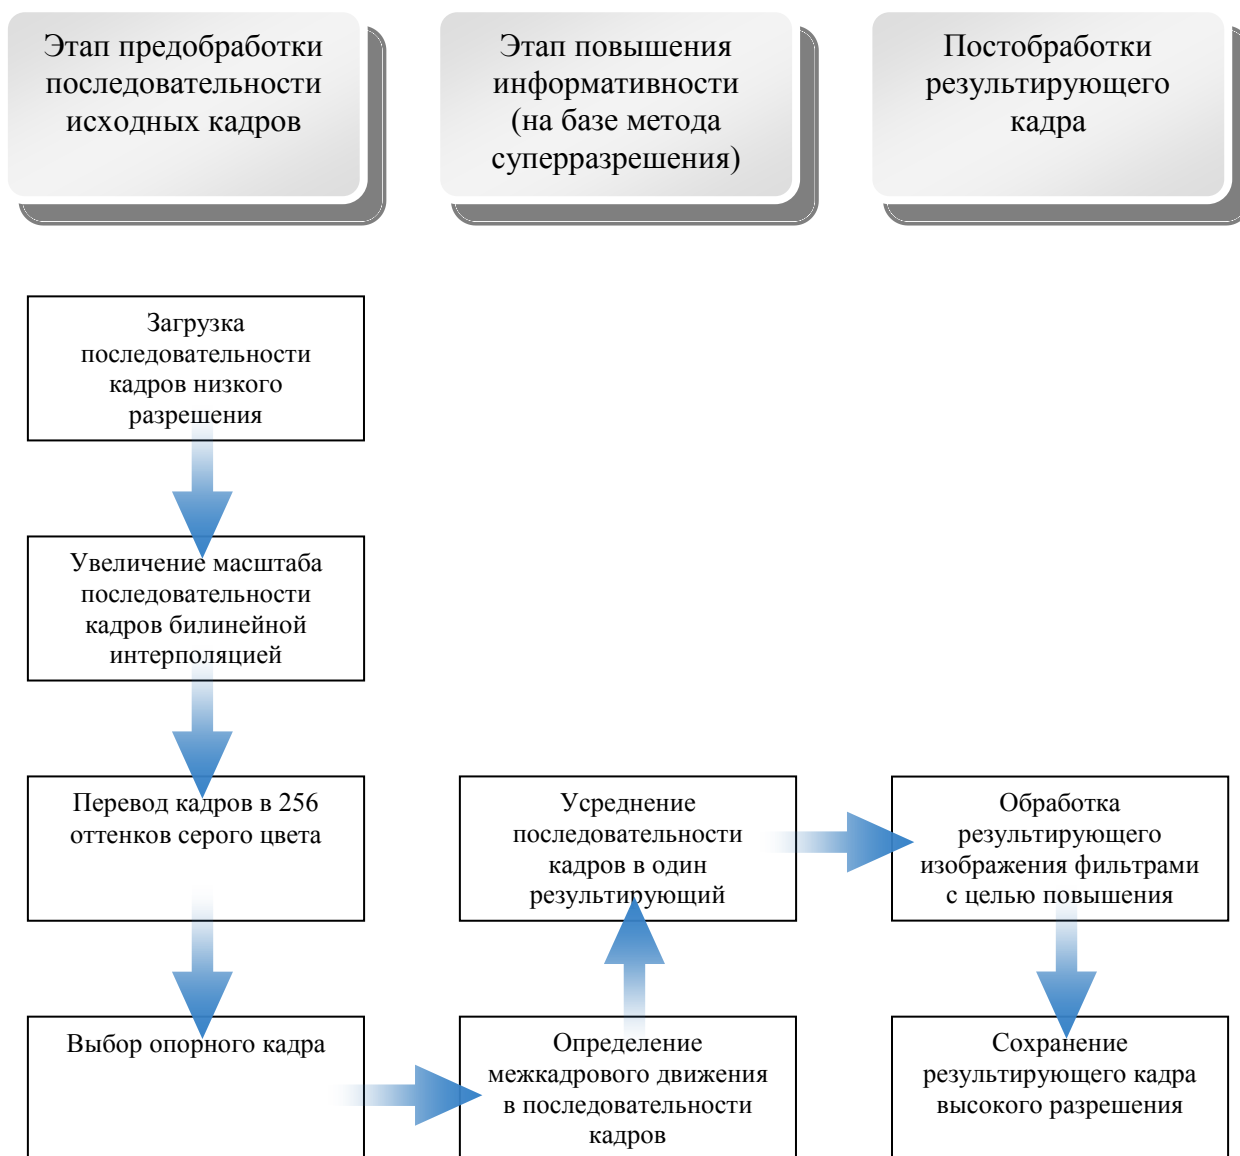 Этап предобработки
последовательности
исходных кадров
Этап повышения
информативности
(на базе метода
суперразрешения)
Постобработки
результирующего
кадра
Загрузка
последовательности
кадров низкого
разрешения
Увеличение масштаба
последовательности
кадров билинейной
интерполяцией
Перевод кадров в 256
оттенков серого цвета
Выбор опорного кадра
Определение
межкадрового движения
в последовательности
кадров
Усреднение
последовательности
кадров в один
результирующий
Обработка
результирующего
изображения фильтрами
с целью повышения
Сохранение
результирующего кадра
высокого разрешения